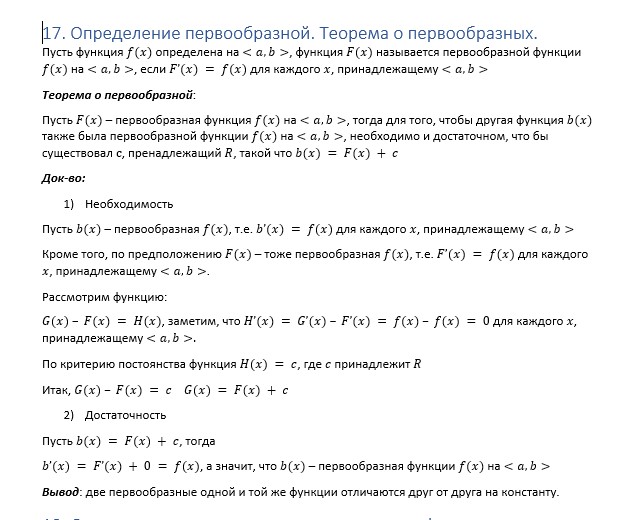 17. Определение первообразной. Теорема о первообразных.
Пусть функция f(x) определена на < a, b >, функция F(x) называется первообразной функции
f(x) на < a, b >, если F'(x) = f(x) для каждого x, принадлежащему < a, b >
Теорема о первообразной:
Пусть F(x) – первообразная функция f(x) на < a, b >, тогда для того, чтобы другая функция b(x)
также была первообразной функции f(x) на < a, b >, необходимо и достаточном, что бы
существовал с, пренадлежащий R, такой что b(x) = F(x) + c
Док-во:
1) Необходимость
Пусть b(x) – первообразная f(x), т.е. b'(x) = f(x) для каждого x, принадлежащему < a, b >
Кроме того, по предположению F(x) – тоже первообразная f(x), т.е. F'(x) = f(x) для каждого
x, принадлежащему < a, b >.
Рассмотрим функцию:
G(x) – F(x) = H(x), заметим, что H'(x) = G'(x) – F'(x) = f(x) – f(x) = 0 для каждого x,
принадлежащему < a, b >.
По критерию постоянства функция H(x) = c, где c принадлежит R
Итак, G(x) – F(x) = c G(x) = F(x) + c
2) Достаточность
Пусть b(x) = F(x) + c, тогда
b'(x) = F'(x) + 0 = f(x), а значит, что b(x) – первообразная функции f(x) на < a, b >
Вывод: две первообразные одной и той же функции отличаются друг от друга на константу.